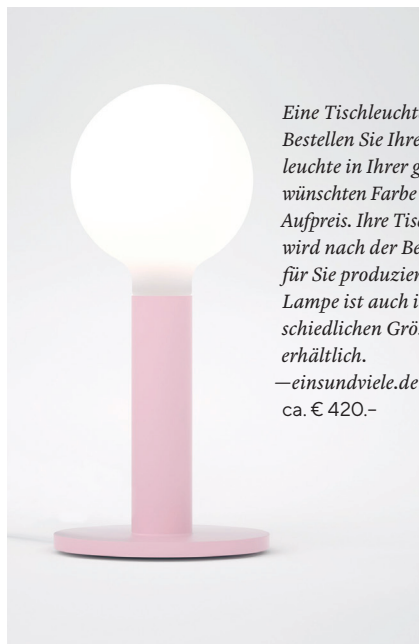 Eine Tischleucht
Bestellen Sie Ihre
leuchte in Ihrer g
wünschten Farbe
Aufpreis. Ihre Tisc
wird nach der Be
für Sie produzier
Lampe ist auch i
schiedlichen Grö
erhältlich.
—einsundviele.de
ca. € 420.–